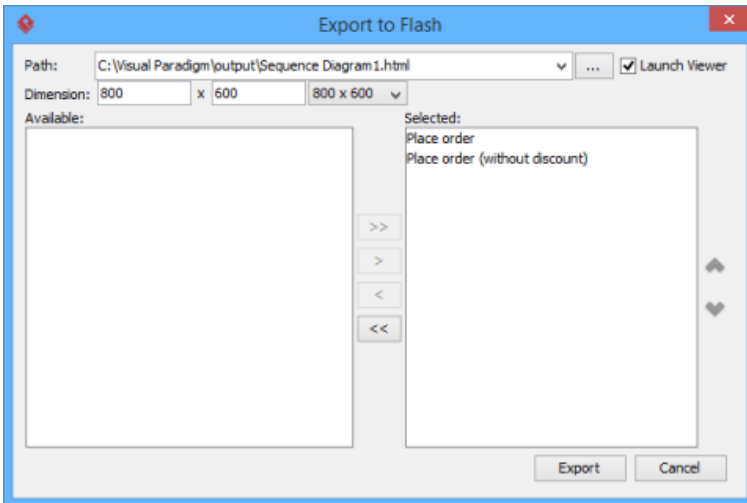 Export to Flash
Path: C:\Visual Paradigm\output\Sequence Diagram1.html ... Launch Viewer
Dimension: 800 x 600 800 x 600
Available: Selected:
Place order
Place order (without discount)
>>
>
<
<<
Export Cancel